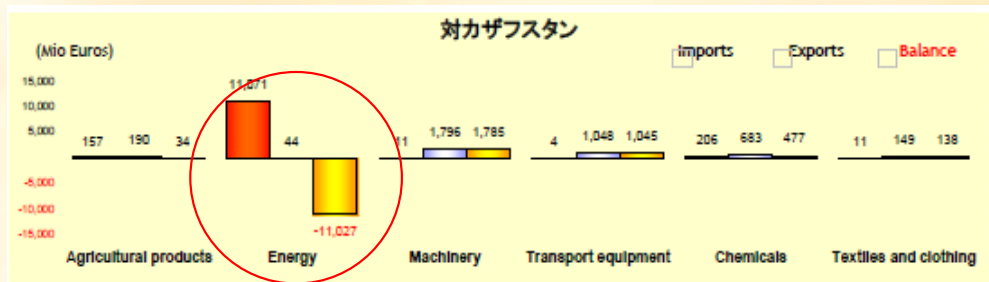 対カザフスタン
(Mio Euros)
Imports Exports Balance
15,000
10,000
5,000
-5,000
-10,000
-15,000
157 190 34
11,071 44 -11,027
11 1,796 1,785
4 1,048 1,045
206 683 477
11 149 138
Agricultural products Energy Machinery Transport equipment Chemicals Textiles and clothing